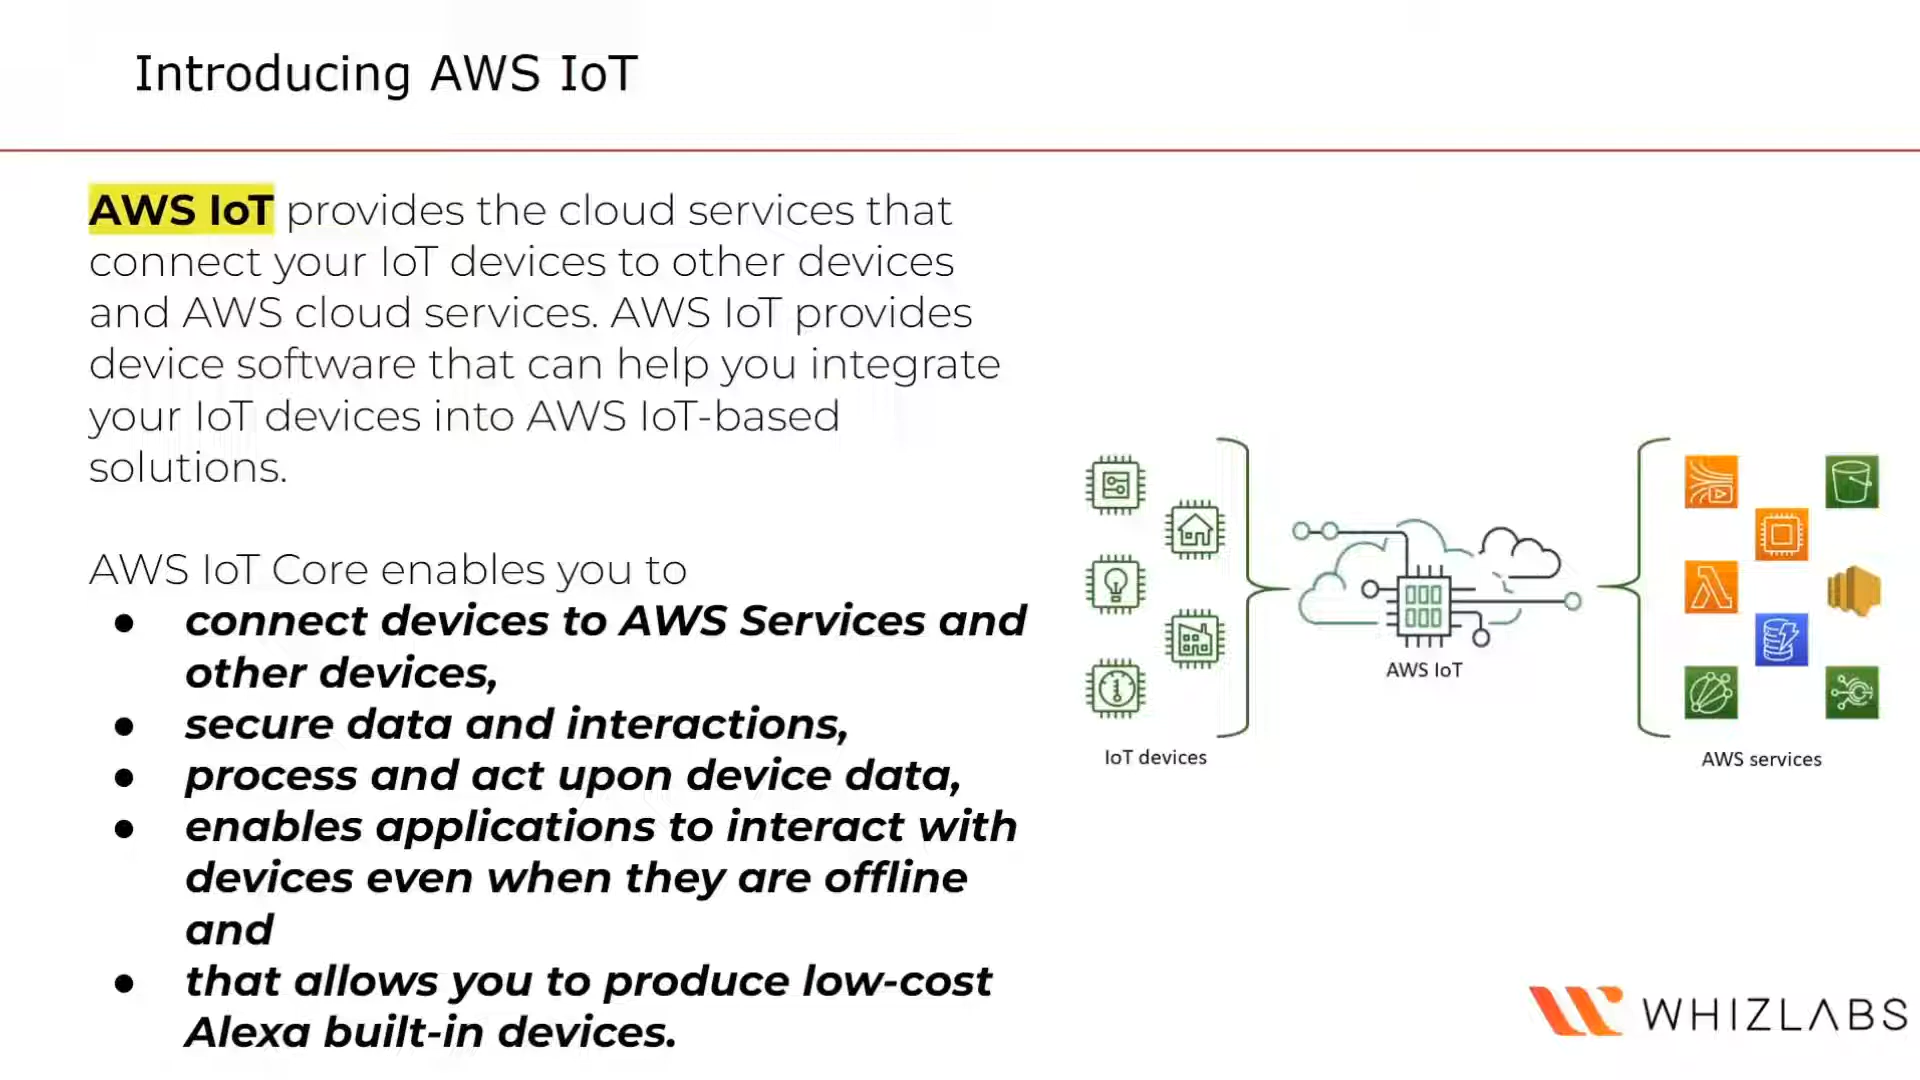 Introducing AWS IoT
AWS IoT provides the cloud services that
connect your IoT devices to other devices
and AWS cloud services. AWS IoT provides
device software that can help you integrate
your IoT devices into AWS IoT-based
solutions.
AWS IoT Core enables you to
● connect devices to AWS Services and
other devices,
● secure data and interactions,
● process and act upon device data,
● enables applications to interact with
devices even when they are offline
and
● that allows you to produce low-cost
Alexa built-in devices.
IoT devices
AWS IoT
AWS services
WHIZLABS